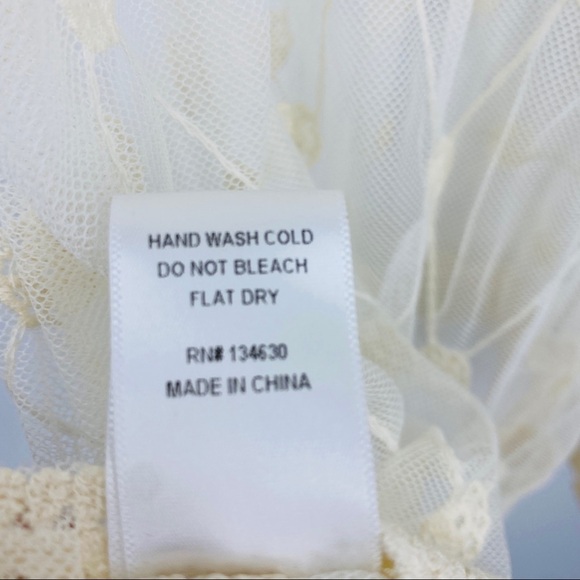 HAND WASH COLD
DO NOT BLEACH
FLAT DRY
RN# 134630
MADE IN CHINA